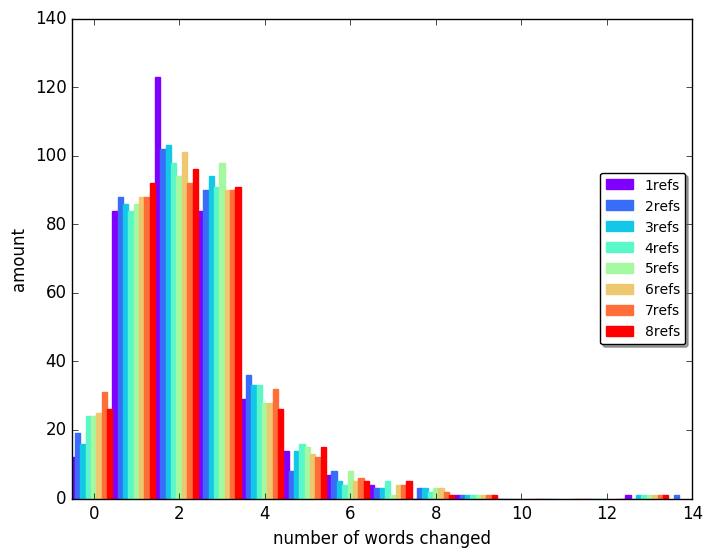 140
120
100
80
60
40
20
0
amount
1refs
2refs
3refs
4refs
5refs
6refs
7refs
8refs
0 2 4 6 8 10 12 14
number of words changed